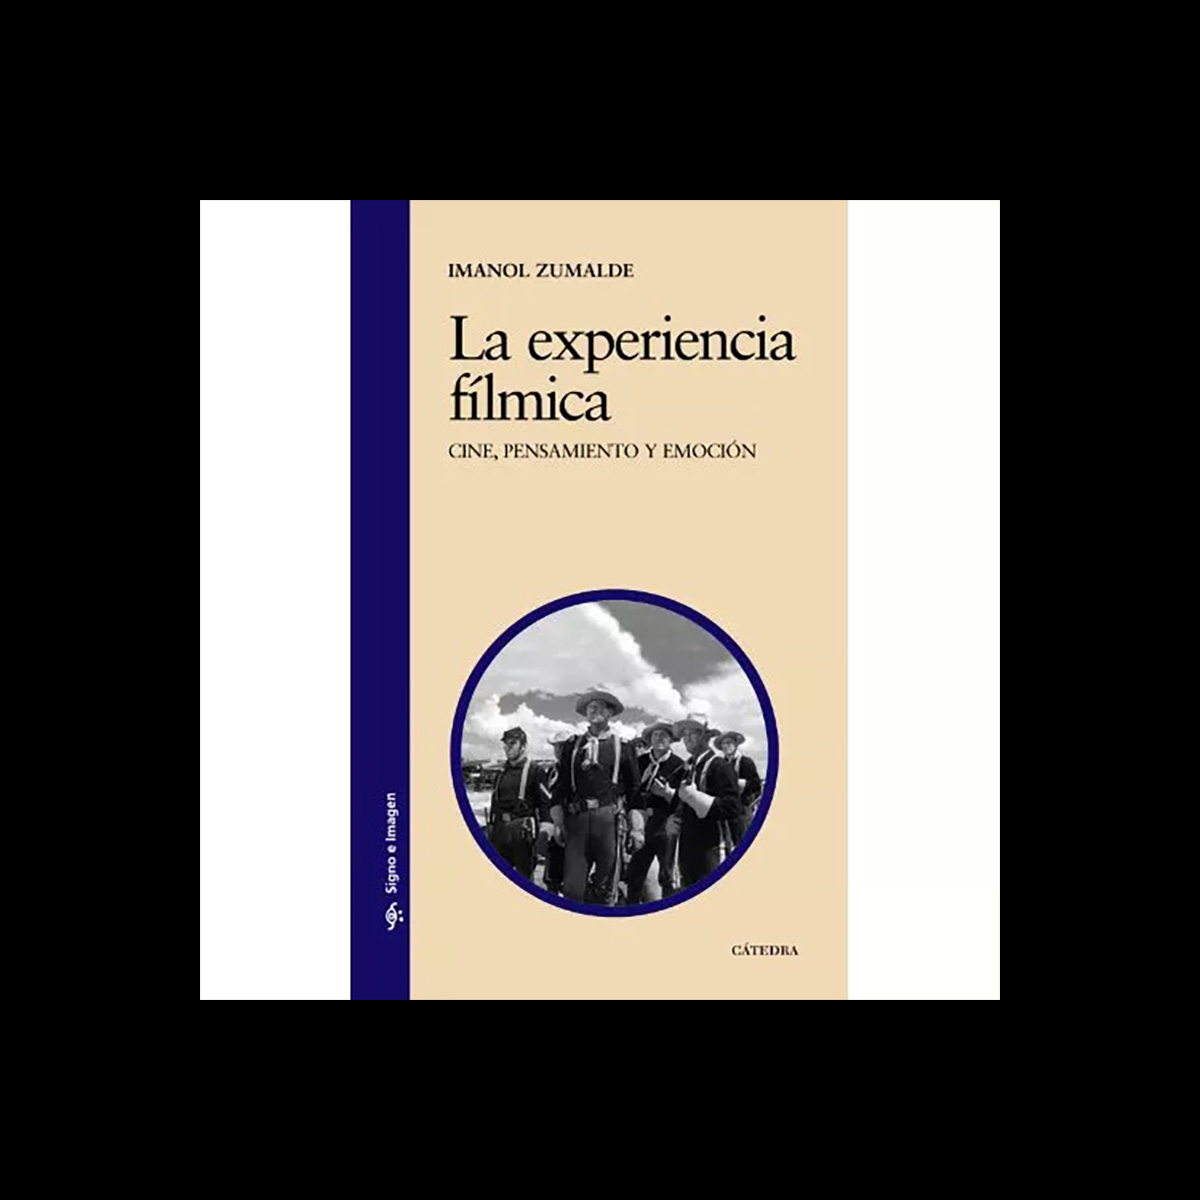 IMANOL ZUMALDE
La experiencia
fílmica
CINE, PENSAMIENTO Y EMOCIÓN
Signo e Imagen
CÁTEDRA